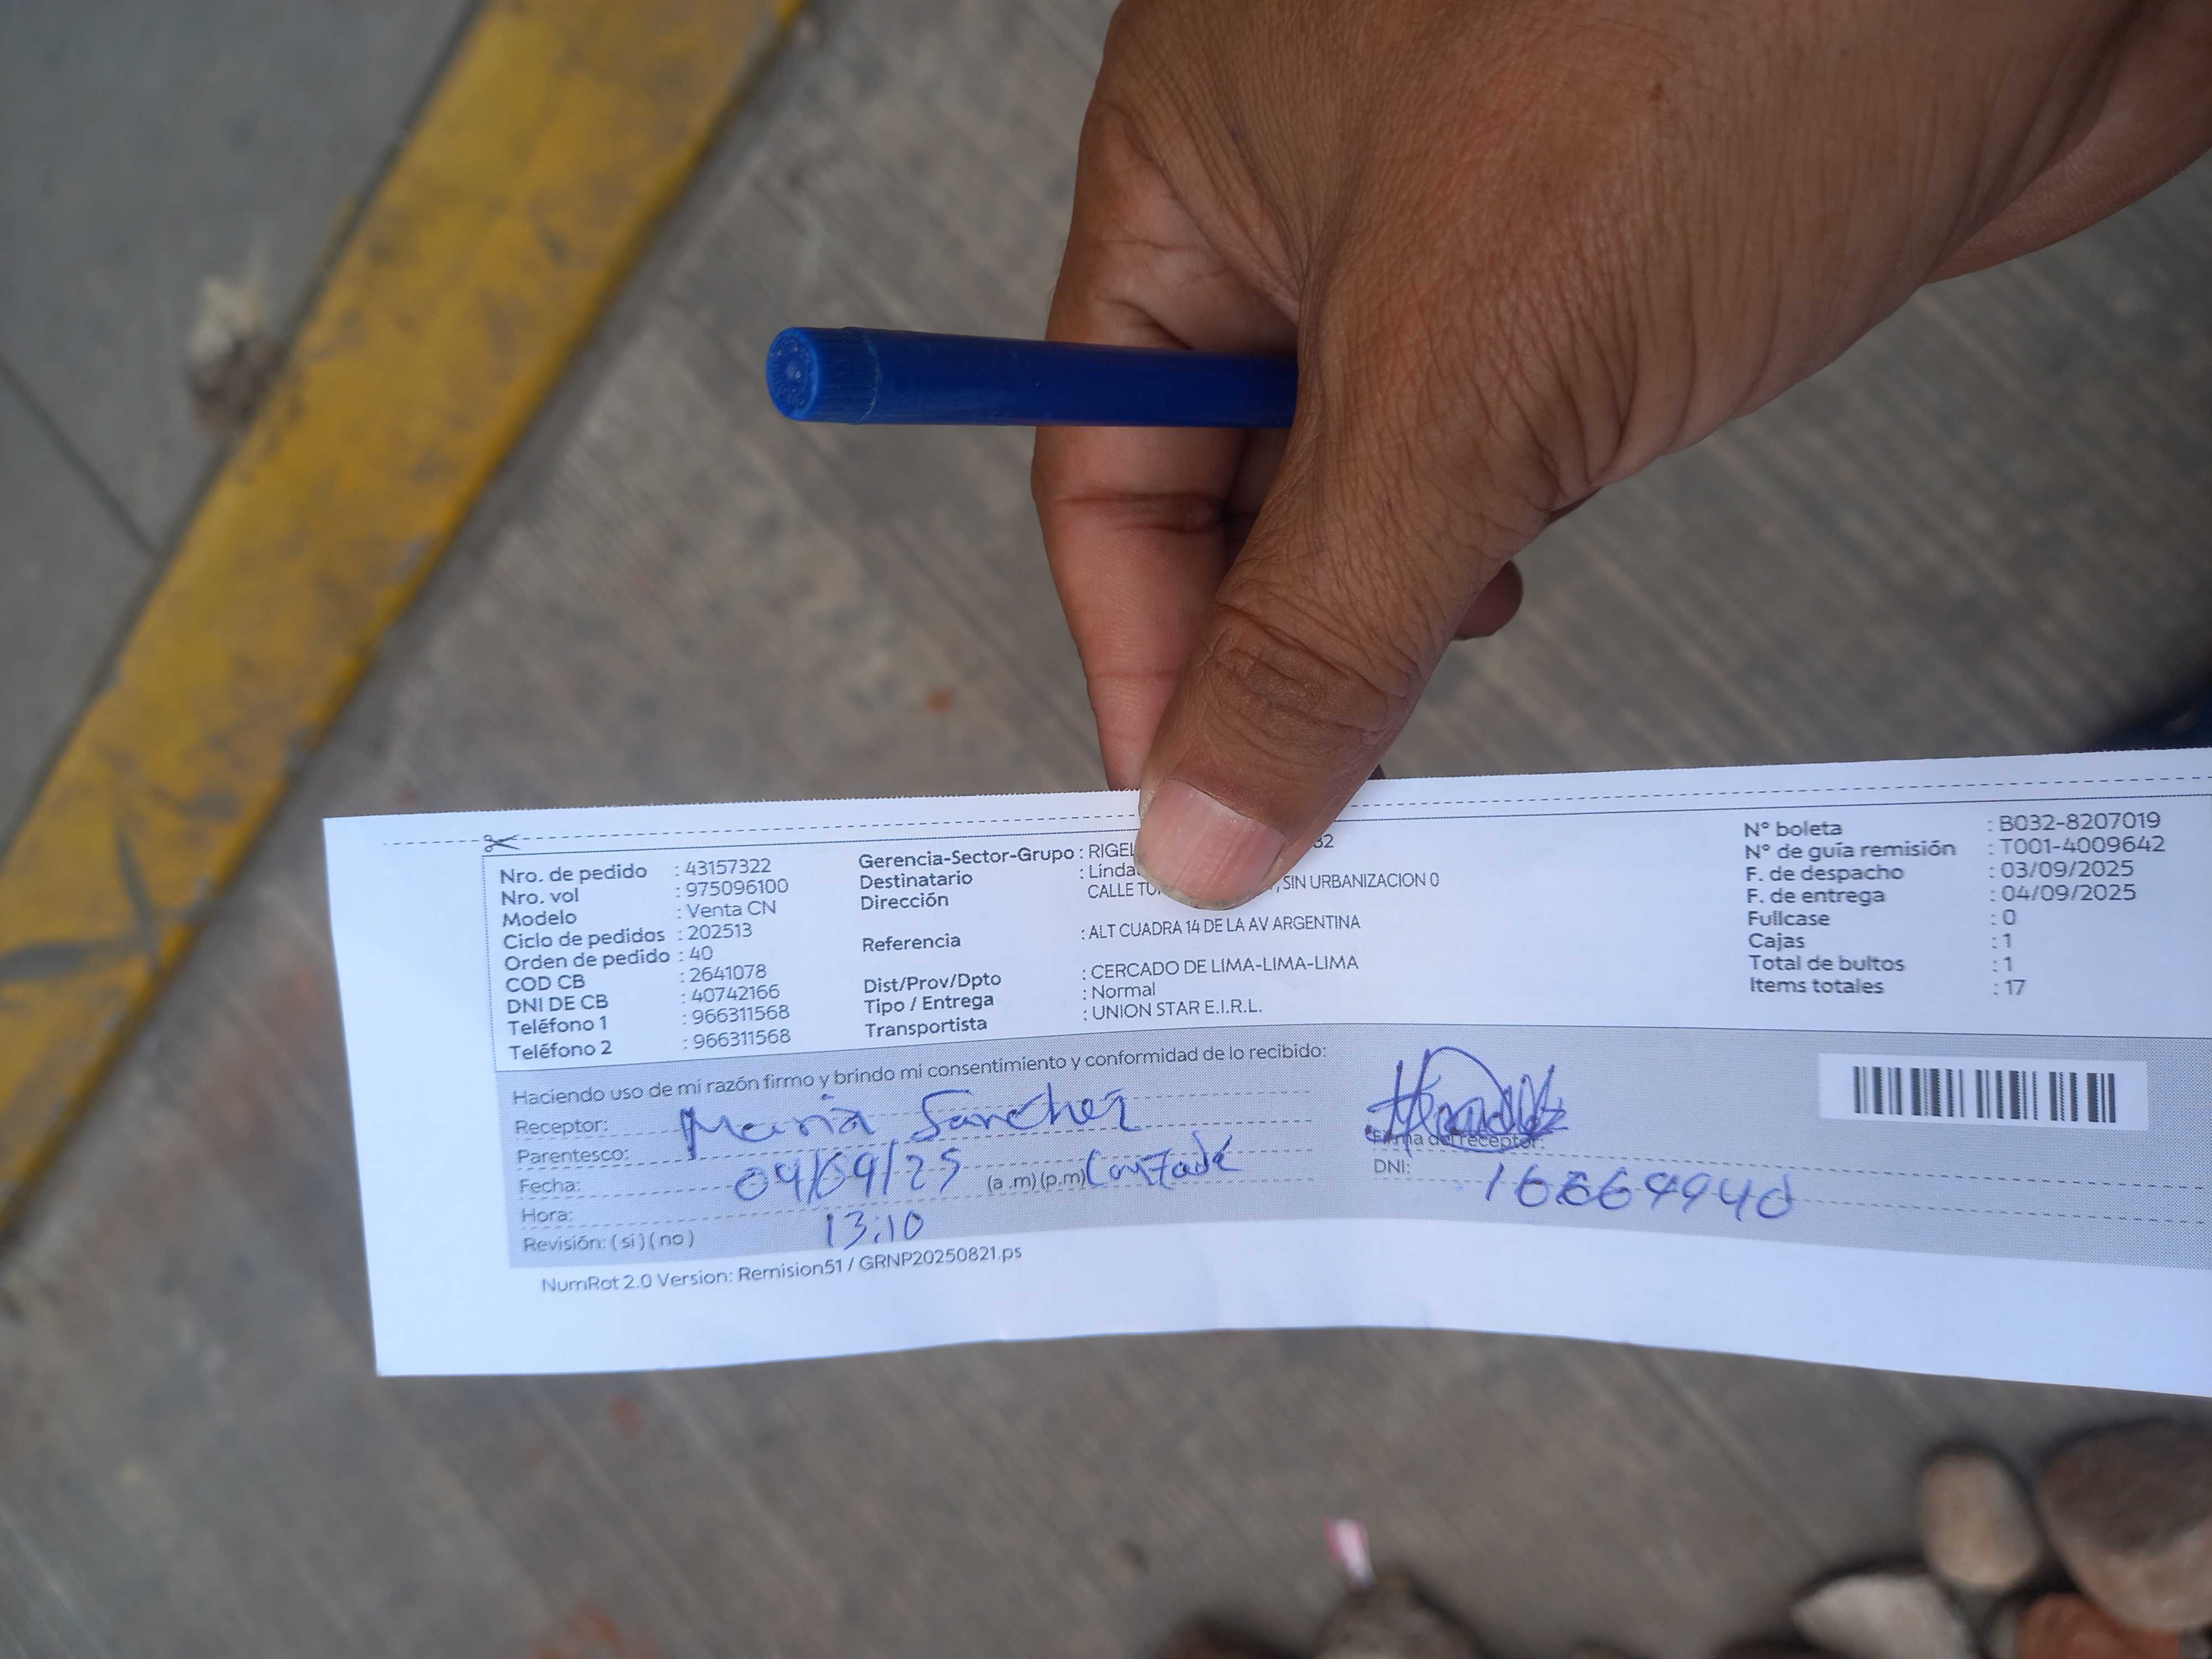 Nro. de pedido : 43157322
Nro. vol : 975096100
Modelo : Venta CN
Ciclo de pedidos : 202513
Orden de pedido : 40
COD CB : 2641078
DNI DE CB : 40742166
Teléfono 1 : 966311568
Teléfono 2 : 966311568
Gerencia-Sector-Grupo : RIGEL 32
Destinatario : Linda
Dirección CALLE , SIN URBANIZACION 0
Referencia : ALT CUADRA 14 DE LA AV ARGENTINA
Dist/Prov/Dpto : CERCADO DE LIMA-LIMA-LIMA
Tipo / Entrega : Normal
Transportista : UNION STAR E.I.R.L.
N° boleta : B032-8207019
N° de guía remisión : T001-4009642
F. de despacho : 03/09/2025
F. de entrega : 04/09/2025
Fullcase : 0
Cajas : 1
Total de bultos : 1
Items totales : 17
Haciendo uso de mi razón firmo y brindo mi consentimiento y conformidad de lo recibido:
Receptor: Maria Sanchez
Parentesco:
Fecha: 04/09/25 (a .m) (p.m)
Hora: 13:10
Revisión: ( si ) ( no )
Firma del receptor:
DNI:
NumRot 2.0 Version: Remision51 / GRNP20250821.ps